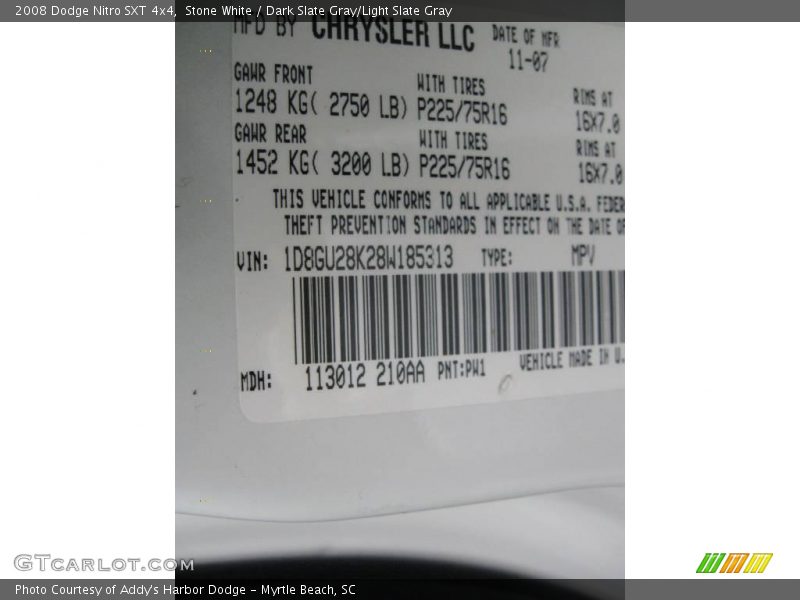 2008 Dodge Nitro SXT 4x4, Stone White / Dark Slate Gray/Light Slate Gray
MFD BY CHRYSLER LLC DATE OF MFR
11-07
GAWR FRONT WITH TIRES RIMS AT
1248 KG( 2750 LB) P225/75R16 16X7.0
GAWR REAR WITH TIRES RIMS AT
1452 KG( 3200 LB) P225/75R16 16X7.0
THIS VEHICLE CONFORMS TO ALL APPLICABLE U.S.A. FEDER
THEFT PREVENTION STANDARDS IN EFFECT ON THE DATE OF
VIN: 1D8GU28K28W185313 TYPE: MPV
MDH: 113012 210AA PNT:PW1 VEHICLE MADE IN U.
GTcarlot.com
Photo Courtesy of Addy's Harbor Dodge - Myrtle Beach, SC